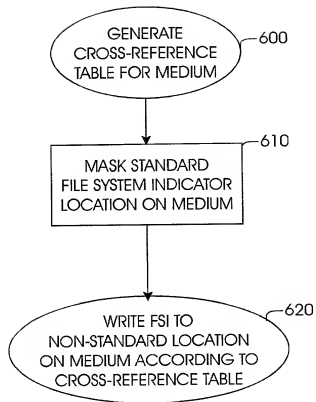 GENERATE
CROSS-REFERENCE
TABLE FOR MEDIUM
600
610
MASK STANDARD
FILE SYSTEM INDICATOR
LOCATION ON MEDIUM
620
WRITE FSI TO
NON-STANDARD LOCATION
ON MEDIUM ACCORDING TO
CROSS-REFERENCE TABLE